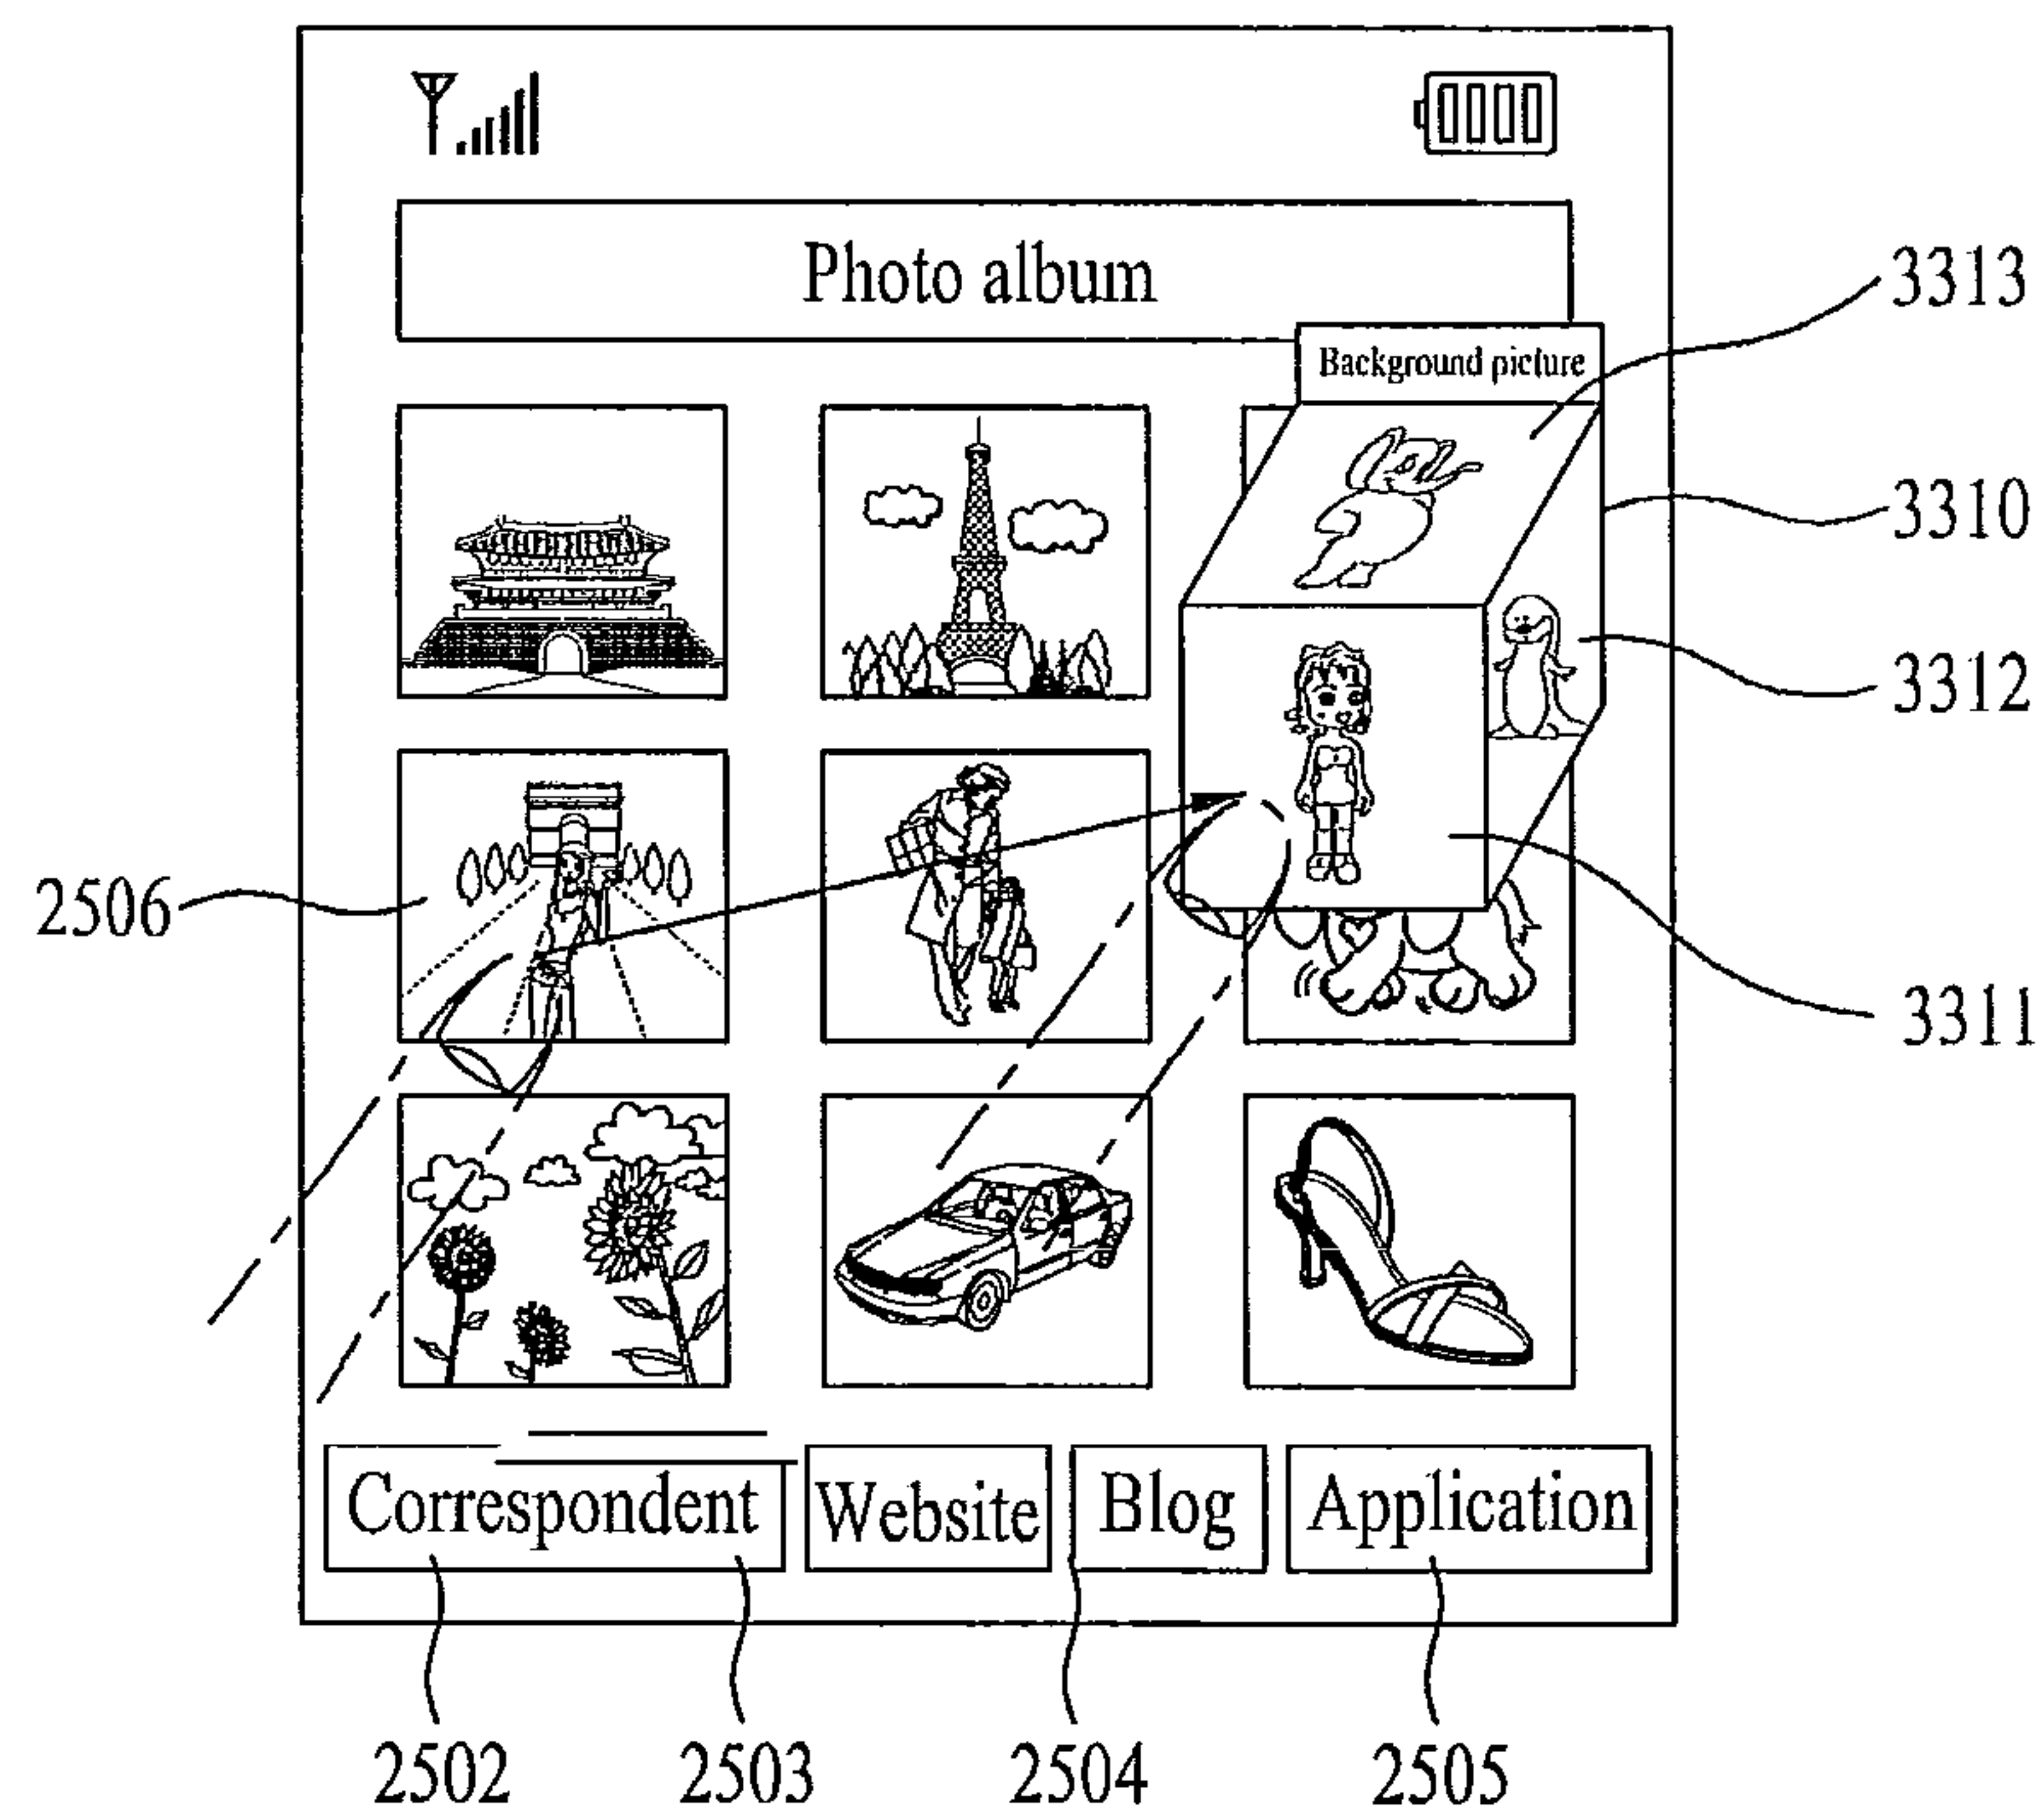 Photo album
3313
Background picture
3310
3312
2506
3311
Correspondent Website Blog Application
2502 2503 2504 2505